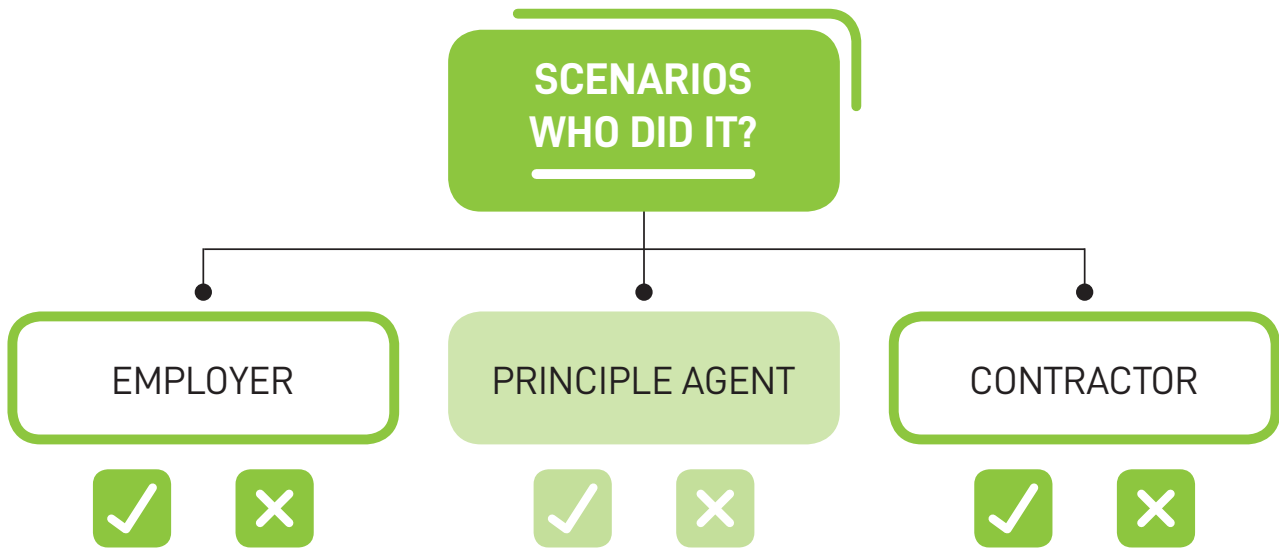 SCENARIOS
WHO DID IT?
EMPLOYER
PRINCIPLE AGENT
CONTRACTOR